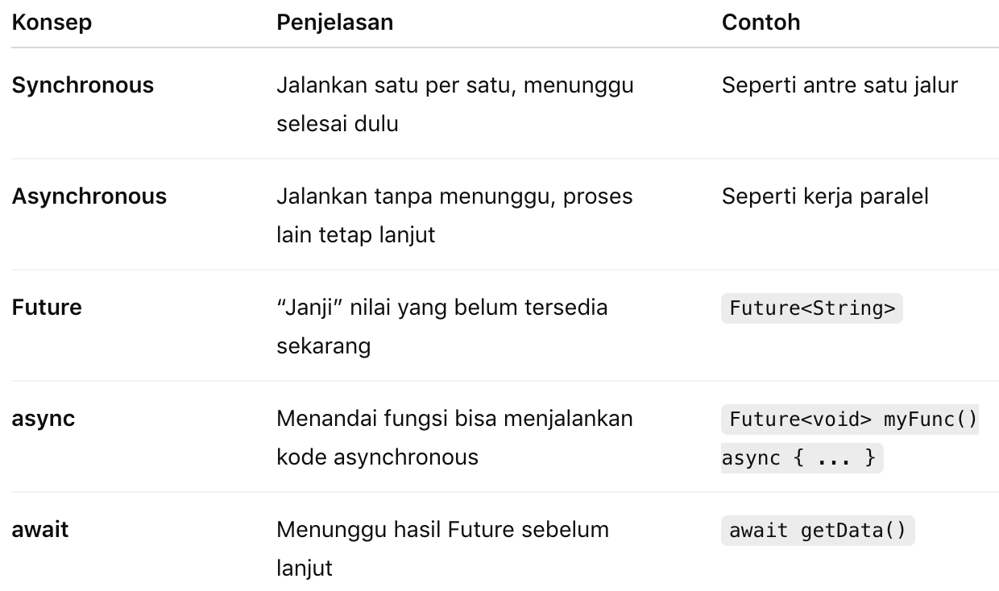 Konsep Penjelasan Contoh
Synchronous Jalankan satu per satu, menunggu Seperti antre satu jalur
selesai dulu
Asynchronous Jalankan tanpa menunggu, proses Seperti kerja paralel
lain tetap lanjut
Future “Janji” nilai yang belum tersedia Future<String>
sekarang
async Menandai fungsi bisa menjalankan Future<void> myFunc()
kode asynchronous async { ... }
await Menunggu hasil Future sebelum await getData()
lanjut